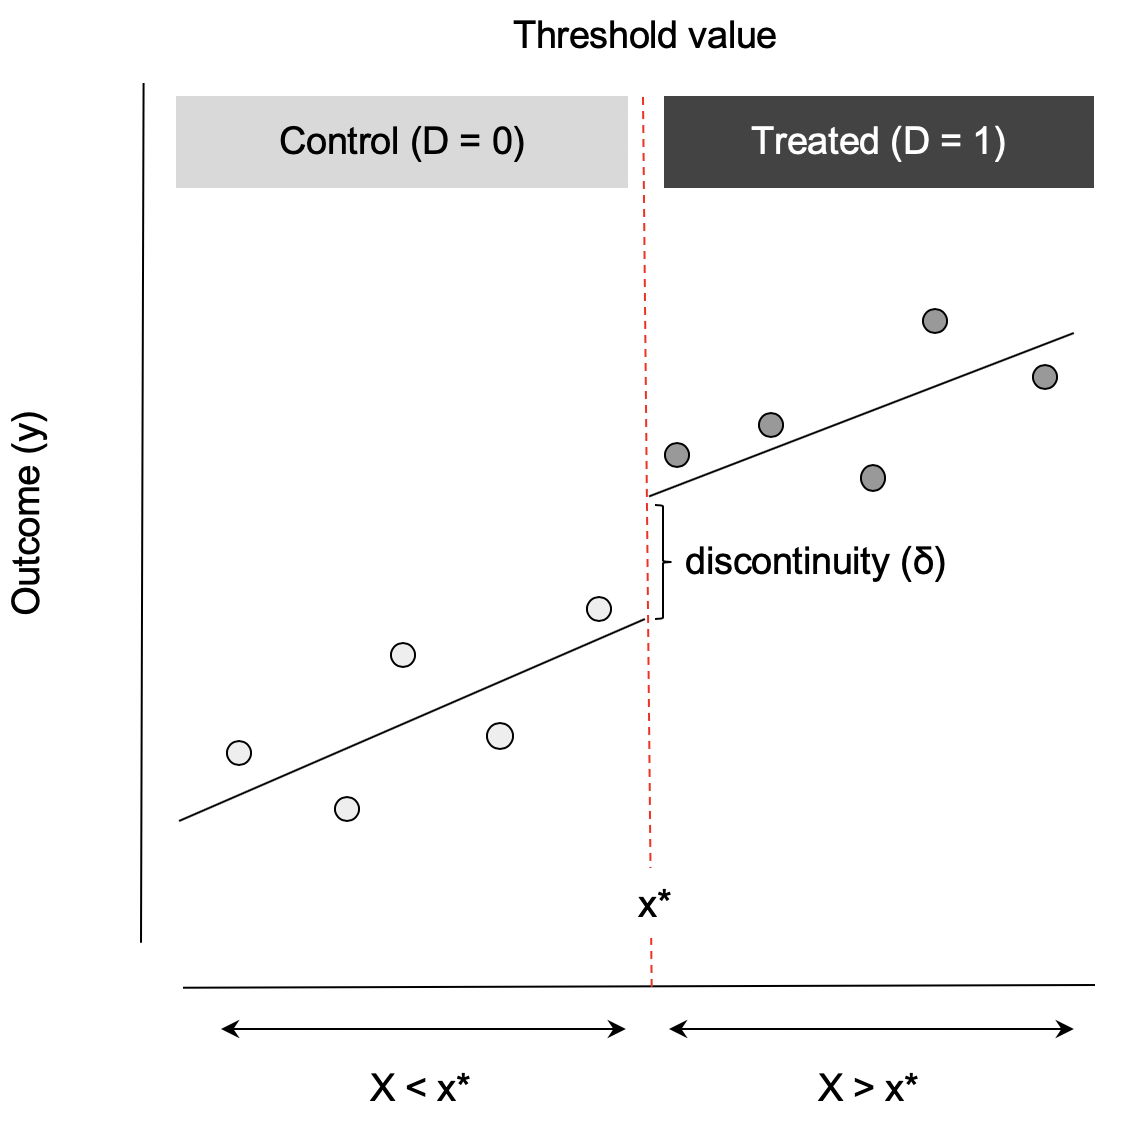 Threshold value
Control (D = 0)
Treated (D = 1)
Outcome (y)
discontinuity (δ)
x*
X < x*
X > x*